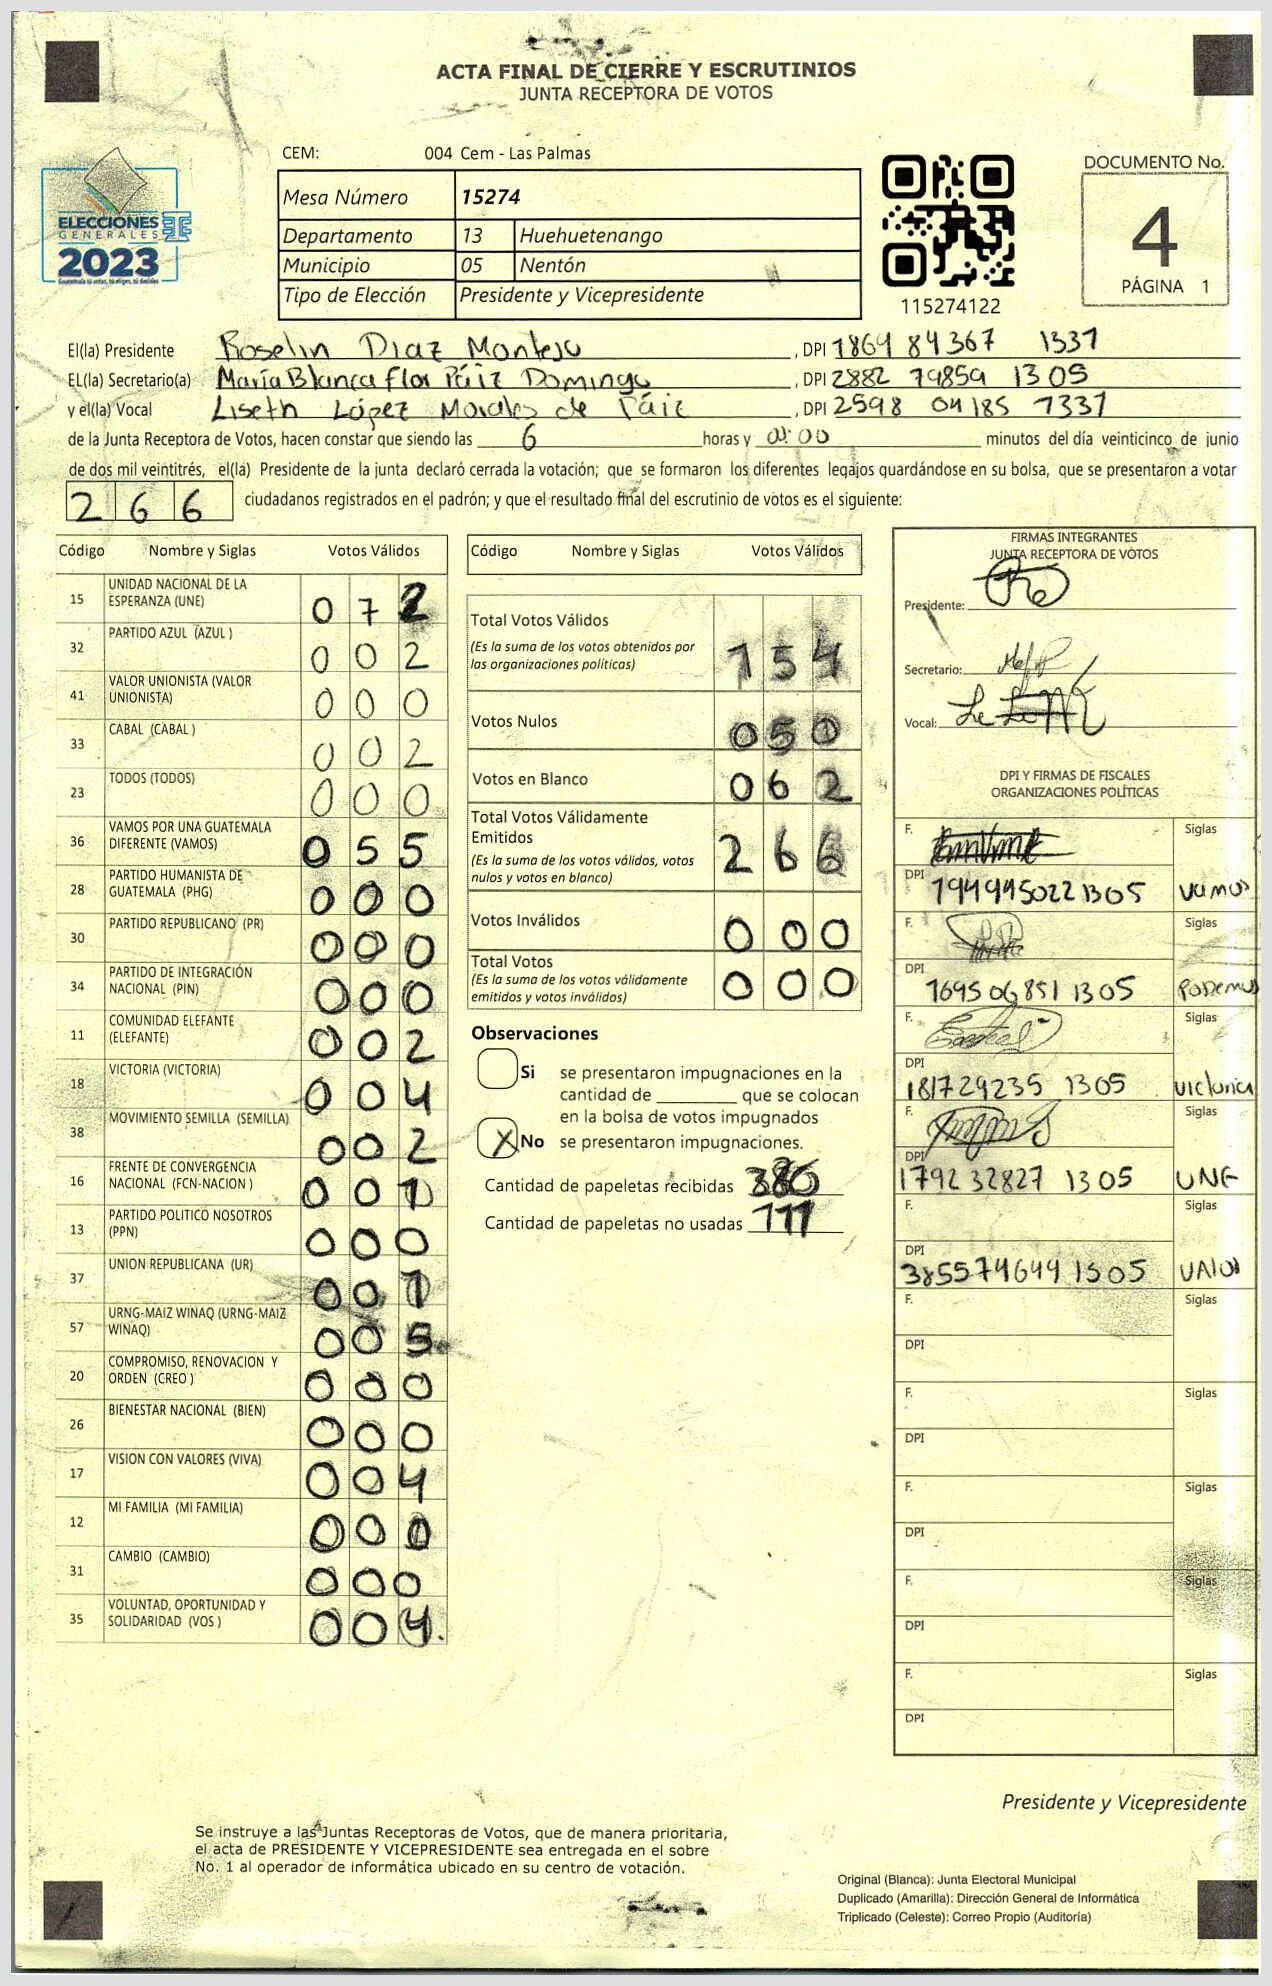 ACTA FINAL DE CIERRE Y ESCRUTINIOS
JUNTA RECEPTORA DE VOTOS
CEM: 004 Cem - Las Palmas
ELECCIONES
GENERALES
2023
Mesa Número 15274
Departamento 13 Huehuetenango
Municipio 05 Nentón
Tipo de Elección Presidente y Vicepresidente
115274122
DOCUMENTO No.
4
PÁGINA 1
El(la) Presidente Roselin Diaz Montejo , DPI 1864 84367 1331
EL(la) Secretario(a) María Blanca flor Páiz Domingo , DPI 2882 79859 1305
y el(la) Vocal Liseth López Morales de Páiz , DPI 2598 04185 1331
de la Junta Receptora de Votos, hacen constar que siendo las 6 horas y 00:00 minutos del día veinticinco de junio
de dos mil veintitrés, el(la) Presidente de la junta declaró cerrada la votación; que se formaron los diferentes legajos guardándose en su bolsa, que se presentaron a votar
266 ciudadanos registrados en el padrón; y que el resultado final del escrutinio de votos es el siguiente:
Código Nombre y Siglas Votos Válidos
15 UNIDAD NACIONAL DE LA ESPERANZA (UNE) 0 7 2
32 PARTIDO AZUL (AZUL ) 0 0 2
41 VALOR UNIONISTA (VALOR UNIONISTA) 0 0 0
33 CABAL (CABAL ) 0 0 2
23 TODOS (TODOS) 0 0 0
36 VAMOS POR UNA GUATEMALA DIFERENTE (VAMOS) 0 5 5
28 PARTIDO HUMANISTA DE GUATEMALA (PHG) 0 0 0
30 PARTIDO REPUBLICANO (PR) 0 0 0
34 PARTIDO DE INTEGRACIÓN NACIONAL (PIN) 0 0 0
11 COMUNIDAD ELEFANTE (ELEFANTE) 0 0 2
18 VICTORIA (VICTORIA) 0 0 4
38 MOVIMIENTO SEMILLA (SEMILLA) 0 0 2
16 FRENTE DE CONVERGENCIA NACIONAL (FCN-NACION ) 0 0 1
13 PARTIDO POLITICO NOSOTROS (PPN) 0 0 0
37 UNION REPUBLICANA (UR) 0 0 1
57 URNG-MAIZ WINAQ (URNG-MAIZ WINAQ) 0 0 5
20 COMPROMISO, RENOVACION Y ORDEN (CREO ) 0 0 0
26 BIENESTAR NACIONAL (BIEN) 0 0 0
17 VISION CON VALORES (VIVA) 0 0 4
12 MI FAMILIA (MI FAMILIA) 0 0 0
31 CAMBIO (CAMBIO) 0 0 0
35 VOLUNTAD, OPORTUNIDAD Y SOLIDARIDAD (VOS ) 0 0 4.
Código Nombre y Siglas Votos Válidos
Total Votos Válidos
(Es la suma de los votos obtenidos por
las organizaciones políticas) 1 5 4
Votos Nulos 0 5 0
Votos en Blanco 0 6 2
Total Votos Válidamente
Emitidos
(Es la suma de los votos válidos, votos
nulos y votos en blanco) 2 6 6
Votos Inválidos 0 0 0
Total Votos
(Es la suma de los votos válidamente
emitidos y votos inválidos) 0 0 0
Observaciones
Si se presentaron impugnaciones en la
cantidad de ________ que se colocan
en la bolsa de votos impugnados
X No se presentaron impugnaciones.
Cantidad de papeletas recibidas
Cantidad de papeletas no usadas 111
FIRMAS INTEGRANTES
JUNTA RECEPTORA DE VOTOS
Presidente:
Secretario:
Vocal:
DPI Y FIRMAS DE FISCALES
ORGANIZACIONES POLÍTICAS
F. Siglas
DPI 194945022 1305 Vamos
F. Siglas
DPI 1695 06851 1305 Podemos
F. Siglas
DPI 181729235 1305 Victoria
F. Siglas
DPI 179232827 1305 UNE
F. Siglas
DPI 385574649 1305 Valor
F. Siglas
DPI
F. Siglas
DPI
F. Siglas
DPI
F. Siglas
DPI
F. Siglas
DPI
Presidente y Vicepresidente
Se instruye a las Juntas Receptoras de Votos, que de manera prioritaria,
el acta de PRESIDENTE Y VICEPRESIDENTE sea entregada en el sobre
No. 1 al operador de informática ubicado en su centro de votación.
Original (Blanca): Junta Electoral Municipal
Duplicado (Amarilla): Dirección General de Informática
Triplicado (Celeste): Correo Propio (Auditoría)